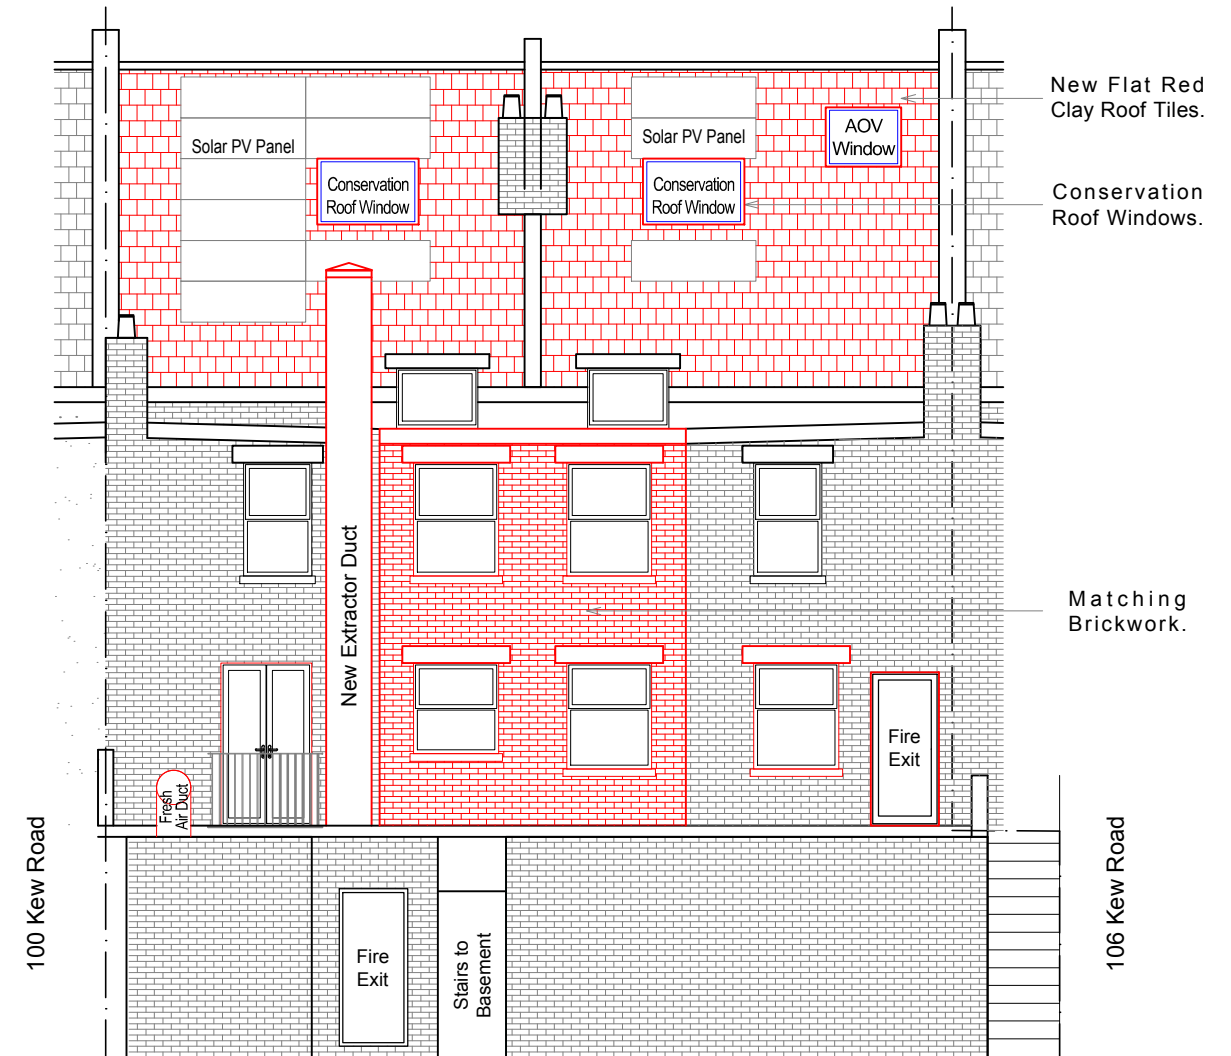 New Flat Red
Clay Roof Tiles.
AOV
Window
Solar PV Panel
Solar PV Panel
Conservation
Roof Window
Conservation
Roof Window
Conservation
Roof Windows.
New Extractor Duct
Matching
Brickwork.
Fire
Exit
Fresh
Air Duct
100 Kew Road
106 Kew Road
Fire
Exit
Stairs to
Basement